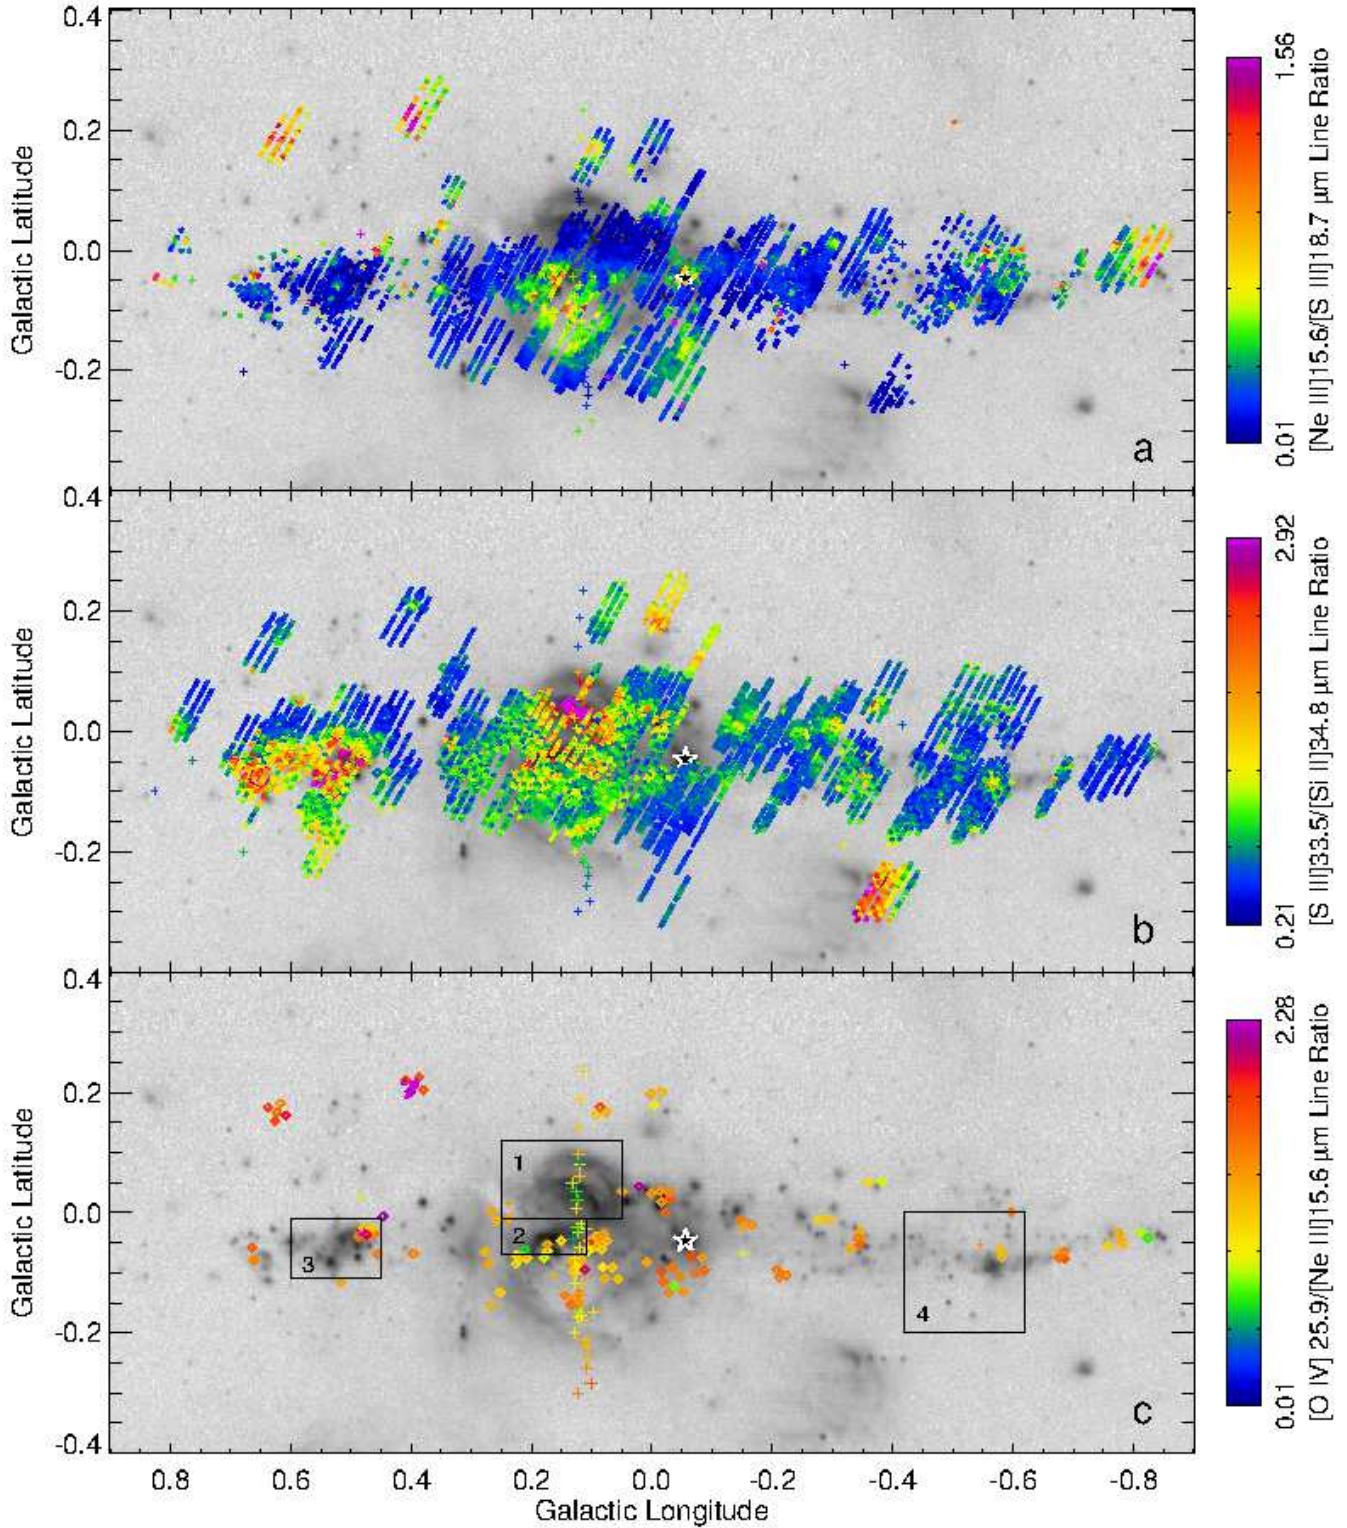 0.4
0.2
0.0
-0.2
Galactic Latitude
a
1.56
0.01
[Ne III]15.6/[S III]18.7 μm Line Ratio
0.4
0.2
0.0
-0.2
Galactic Latitude
b
2.92
0.21
[S III]33.5/[Si II]34.8 μm Line Ratio
0.4
0.2
0.0
-0.2
-0.4
Galactic Latitude
1
2
3
4
c
2.28
0.01
[O IV] 25.9/[Ne III]15.6 μm Line Ratio
0.8 0.6 0.4 0.2 0.0 -0.2 -0.4 -0.6 -0.8
Galactic Longitude